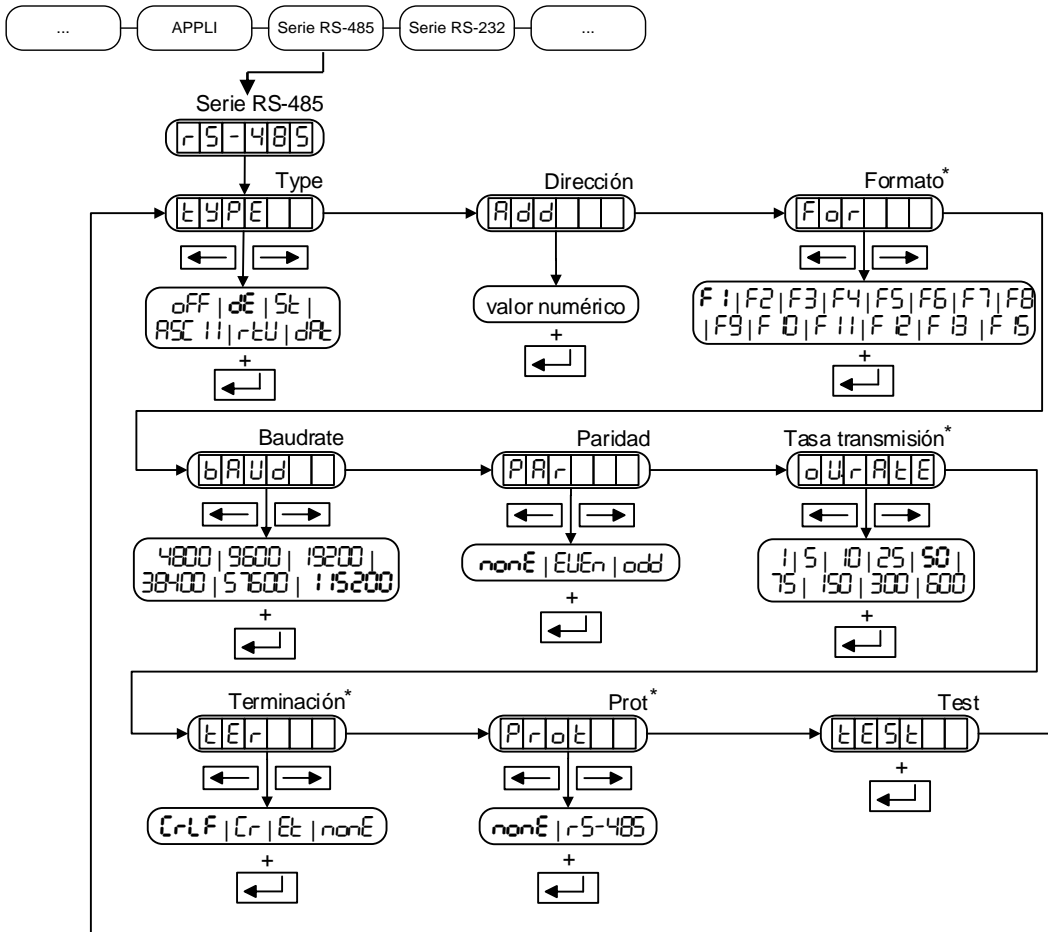 ...
APPLI
Serie RS-485
Serie RS-232
...
Serie RS-485
rS-485
Type
tYPE
Dirección
Add
Formato*
For
oFF | dE | St |
ASC II | rtU | dAt
+
valor numérico
+
F1 | F2 | F3 | F4 | F5 | F6 | F7 | F8
| F9 | F10 | F11 | F12 | F13 | F15
+
Baudrate
bAUd
Paridad
PAr
Tasa transmisión*
oU.rAtE
4800 | 9600 | 19200 |
38400 | 57600 | 115200
+
nonE | EUEn | odd
+
1 | 5 | 10 | 25 | 50 |
75 | 150 | 300 | 600
+
Terminación*
tEr
Prot*
Prot
Test
tESt
+
CrLF | Cr | Et | nonE
+
nonE | rS-485
+